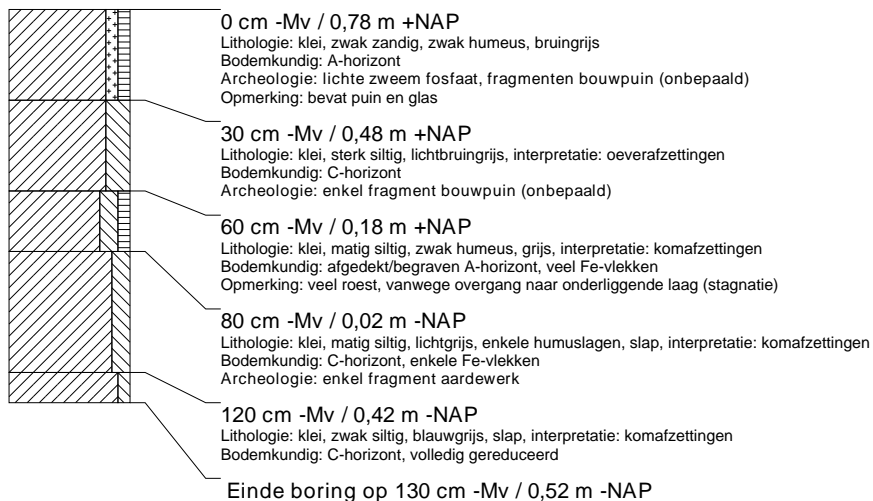 0 cm -Mv / 0,78 m +NAP
Lithologie: klei, zwak zandig, zwak humeus, bruingrijs
Bodemkundig: A-horizont
Archeologie: lichte zweem fosfaat, fragmenten bouwpuin (onbepaald)
Opmerking: bevat puin en glas
30 cm -Mv / 0,48 m +NAP
Lithologie: klei, sterk siltig, lichtbruingrijs, interpretatie: oeverafzettingen
Bodemkundig: C-horizont
Archeologie: enkel fragment bouwpuin (onbepaald)
60 cm -Mv / 0,18 m +NAP
Lithologie: klei, matig siltig, zwak humeus, grijs, interpretatie: komafzettingen
Bodemkundig: afgedekt/begraven A-horizont, veel Fe-vlekken
Opmerking: veel roest, vanwege overgang naar onderliggende laag (stagnatie)
80 cm -Mv / 0,02 m -NAP
Lithologie: klei, matig siltig, lichtgrijs, enkele humuslagen, slap, interpretatie: komafzettingen
Bodemkundig: C-horizont, enkele Fe-vlekken
Archeologie: enkel fragment aardewerk
120 cm -Mv / 0,42 m -NAP
Lithologie: klei, zwak siltig, blauwgrijs, slap, interpretatie: komafzettingen
Bodemkundig: C-horizont, volledig gereduceerd
Einde boring op 130 cm -Mv / 0,52 m -NAP